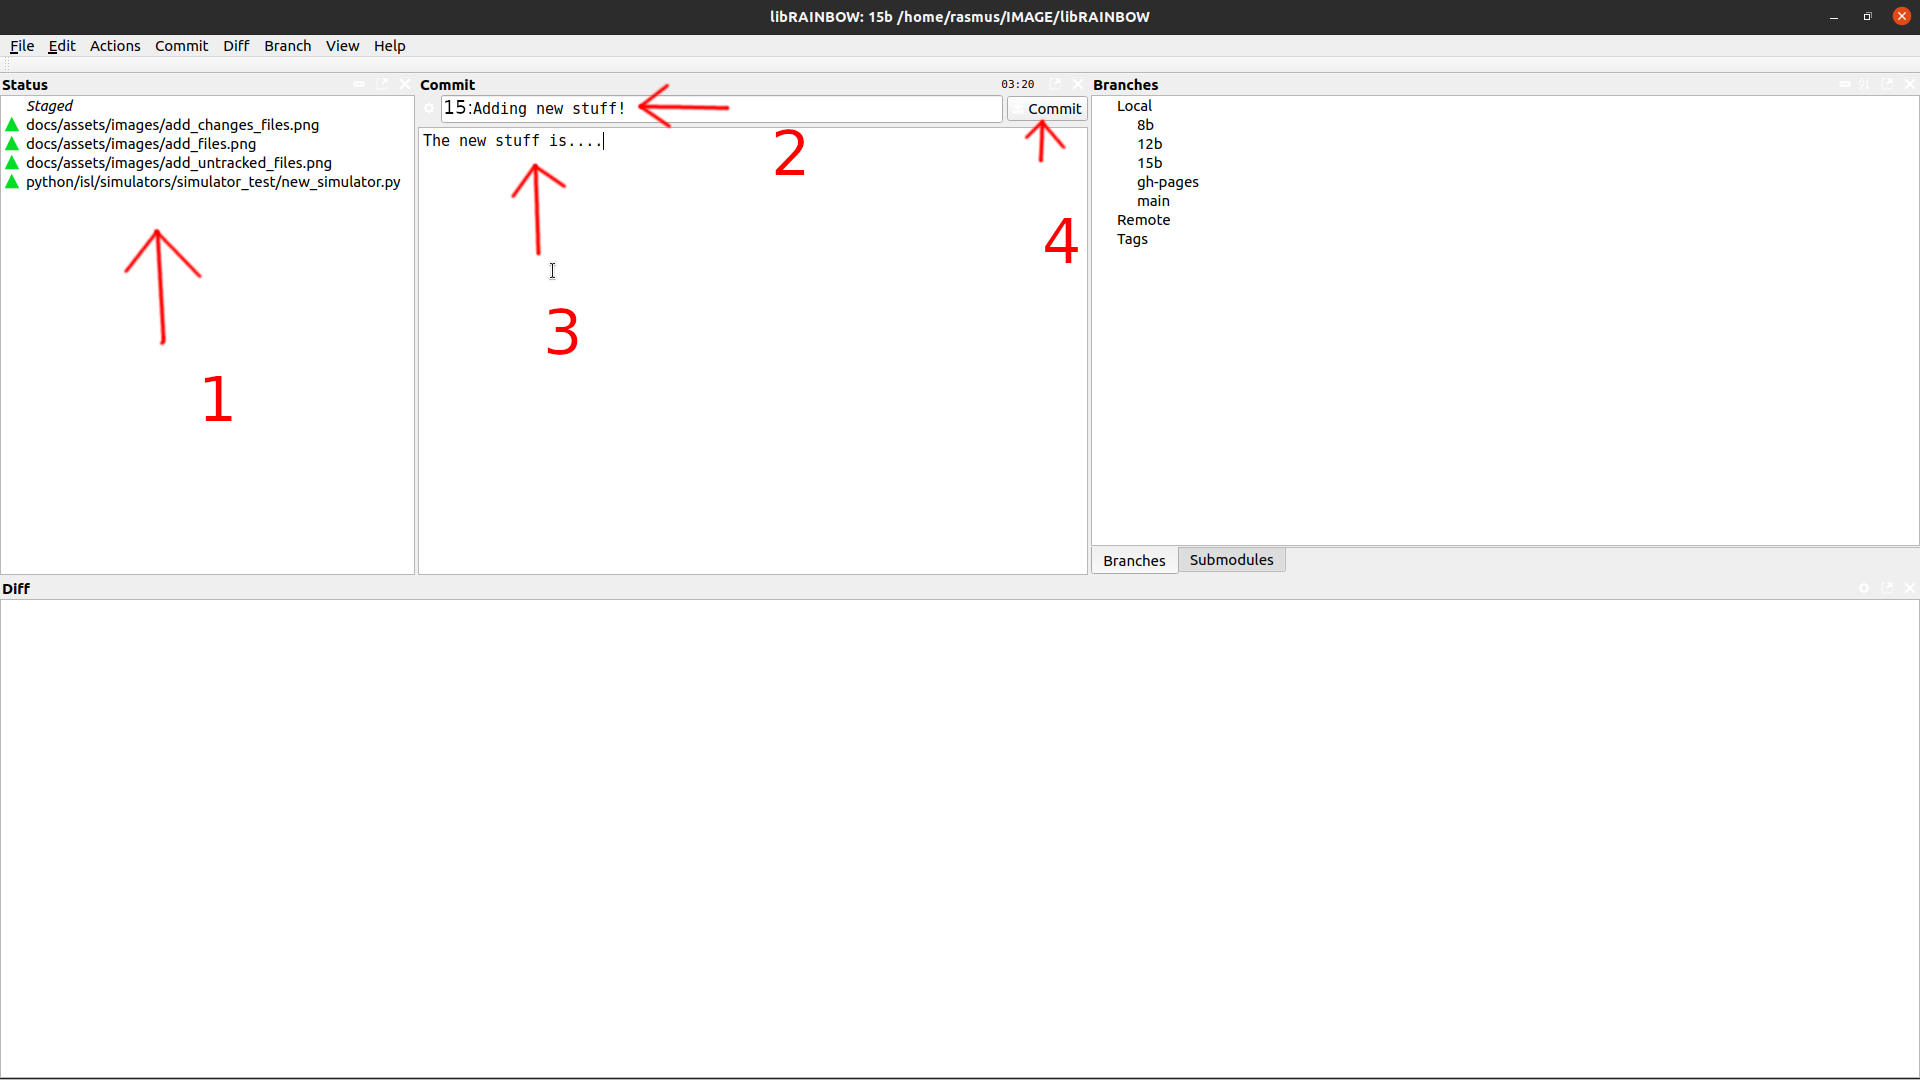 libRAINBOW: 15b /home/rasmus/IMAGE/libRAINBOW
File Edit Actions Commit Diff Branch View Help
Status
Staged
docs/assets/images/add_changes_files.png
docs/assets/images/add_files.png
docs/assets/images/add_untracked_files.png
python/isl/simulators/simulator_test/new_simulator.py
1
Commit 03:20
15:Adding new stuff! Commit
2
The new stuff is....
3
4
Branches
Local
8b
12b
15b
gh-pages
main
Remote
Tags
Branches Submodules
Diff